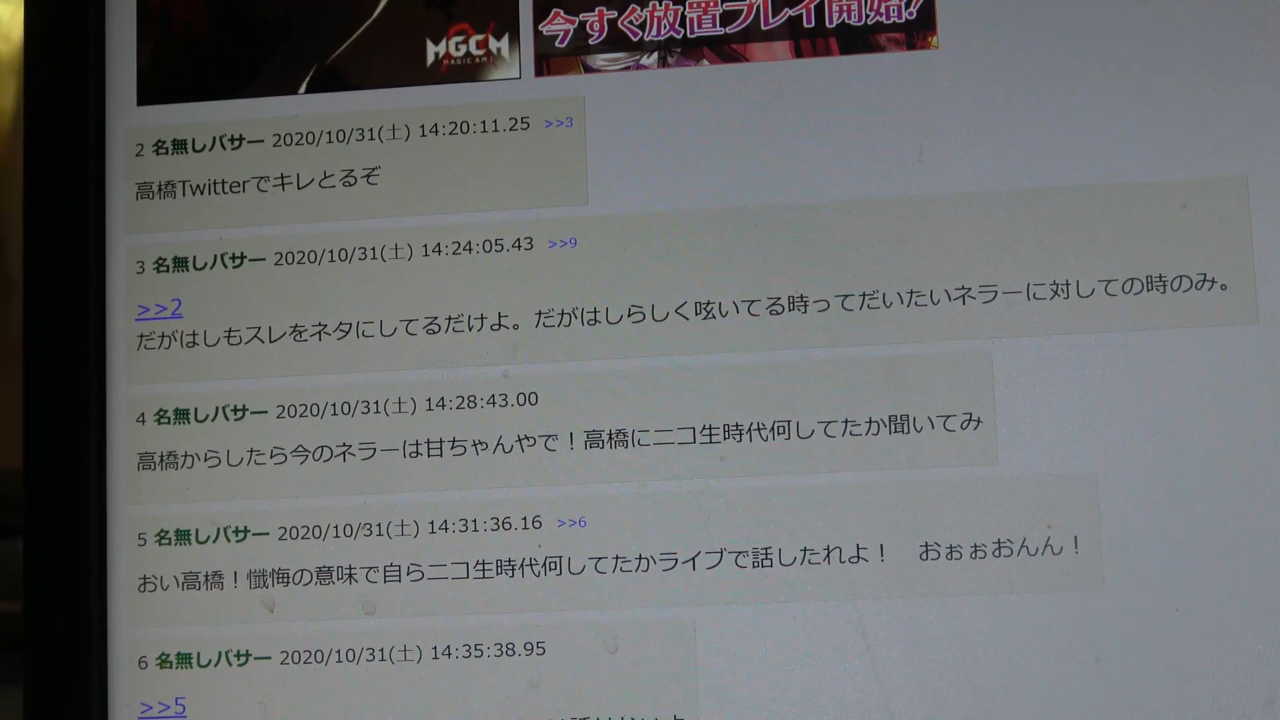 MGCM
MAGICAMI
今すぐ放置プレイ開始!
2 名無しバサー 2020/10/31(土) 14:20:11.25 >>3
高橋Twitterでキレとるぞ
3 名無しバサー 2020/10/31(土) 14:24:05.43 >>9
>>2
だがはしもスレをネタにしてるだけよ。だがはしらしく呟いてる時ってだいたいネラーに対しての時のみ。
4 名無しバサー 2020/10/31(土) 14:28:43.00
高橋からしたら今のネラーは甘ちゃんやで！高橋にニコ生時代何してたか聞いてみ
5 名無しバサー 2020/10/31(土) 14:31:36.16 >>6
おい高橋！懺悔の意味で自らニコ生時代何してたかライブで話したれよ！　おぉぉおんん！
6 名無しバサー 2020/10/31(土) 14:35:38.95
>>5